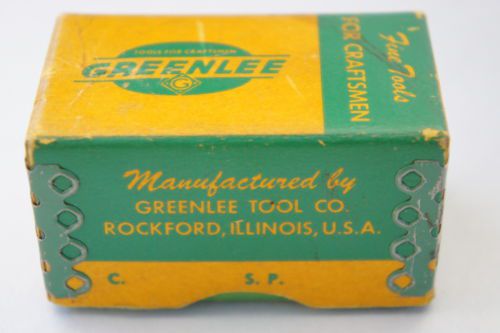 TOOLS FOR CRAFTSMEN
GREENLEE
G
"Fine Tools
FOR CRAFTSMEN
Manufactured by
GREENLEE TOOL CO.
ROCKFORD, ILLINOIS, U.S.A.
C. S. P.